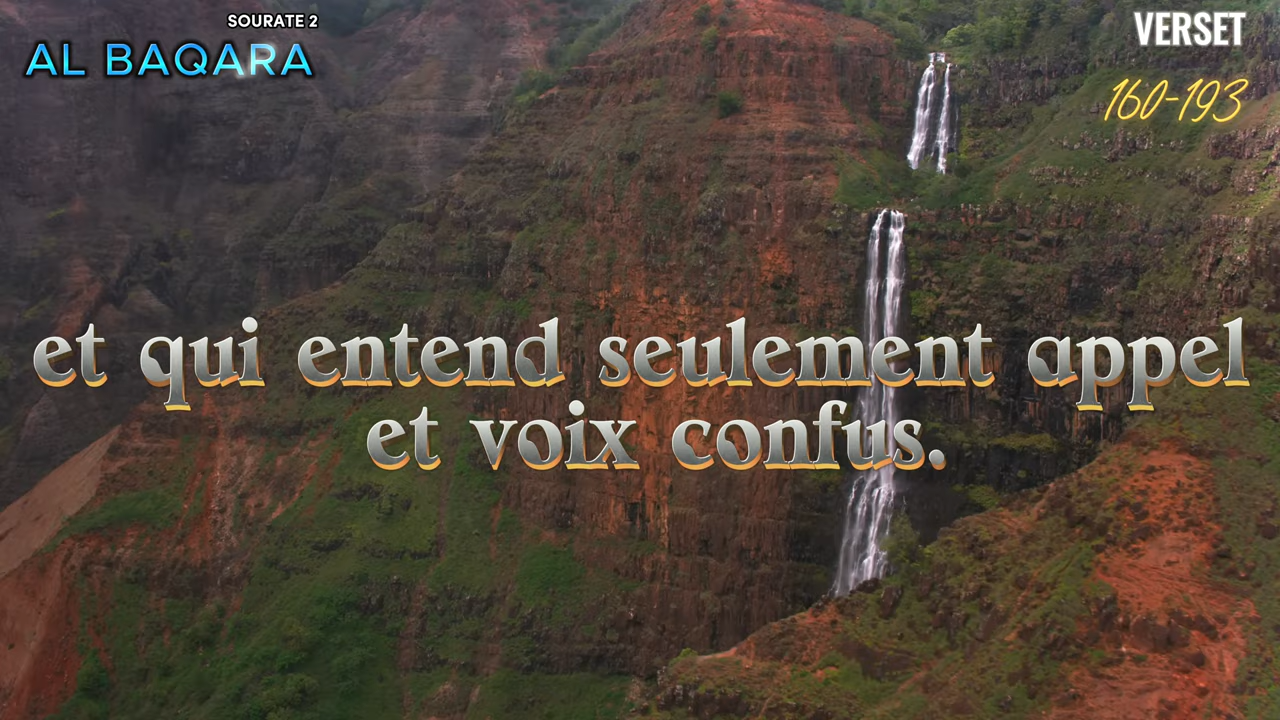 SOURATE 2
AL BAQARA
VERSET
160-193
et qui entend seulement appel
et voix confus.